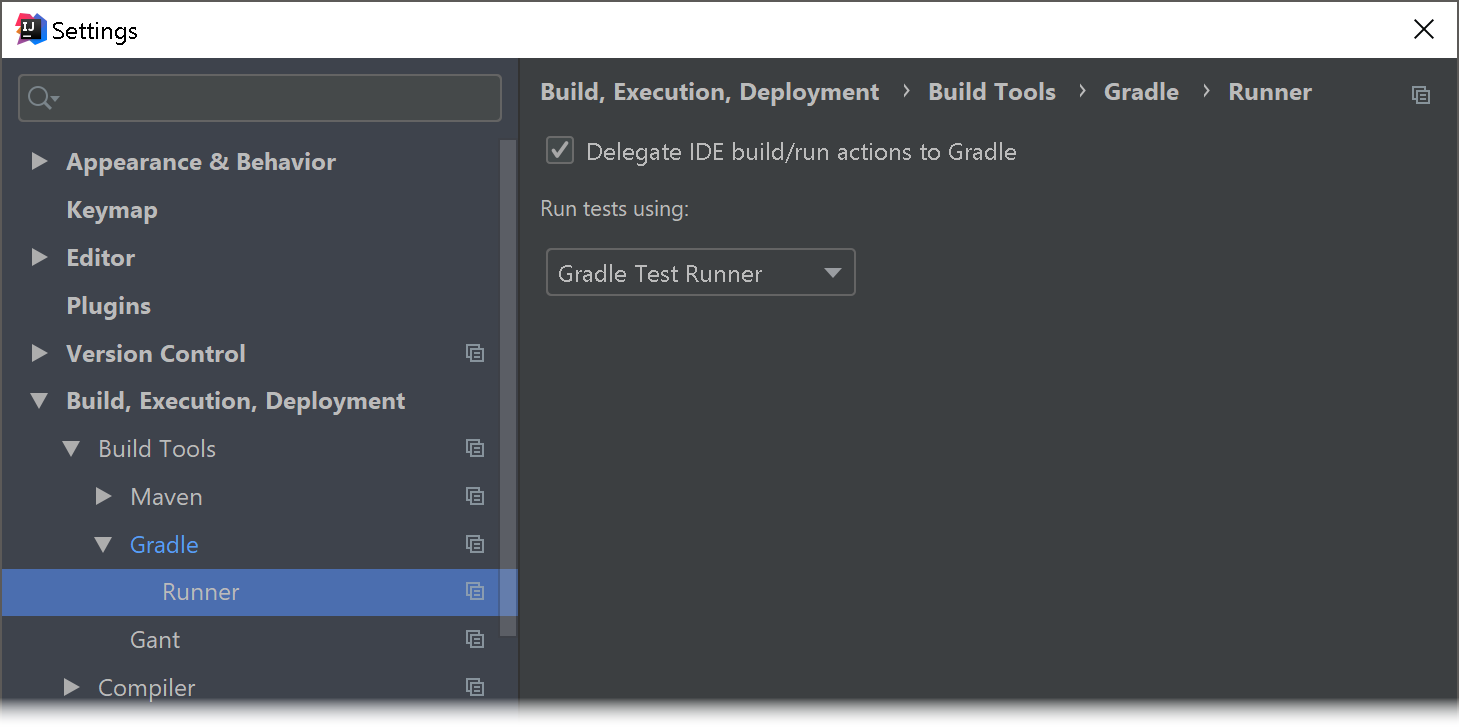 IJ Settings
Appearance & Behavior
Keymap
Editor
Plugins
Version Control
Build, Execution, Deployment
Build Tools
Maven
Gradle
Runner
Gant
Compiler
Build, Execution, Deployment › Build Tools › Gradle › Runner
Delegate IDE build/run actions to Gradle
Run tests using:
Gradle Test Runner